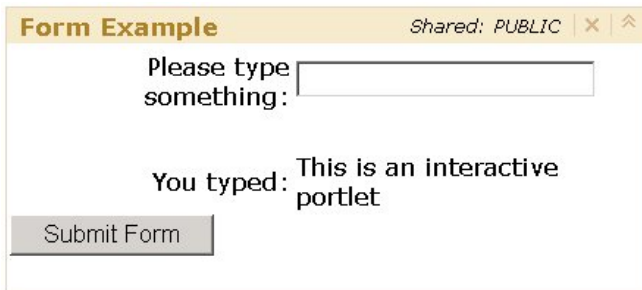 Form Example Shared: PUBLIC
Please type
something:
You typed: This is an interactive
portlet
Submit Form